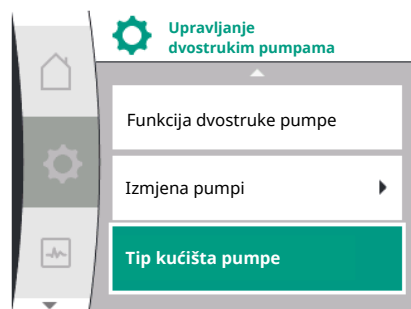 Upravljanje
dvostrukim pumpama
Funkcija dvostruke pumpe
Izmjena pumpi
Tip kućišta pumpe